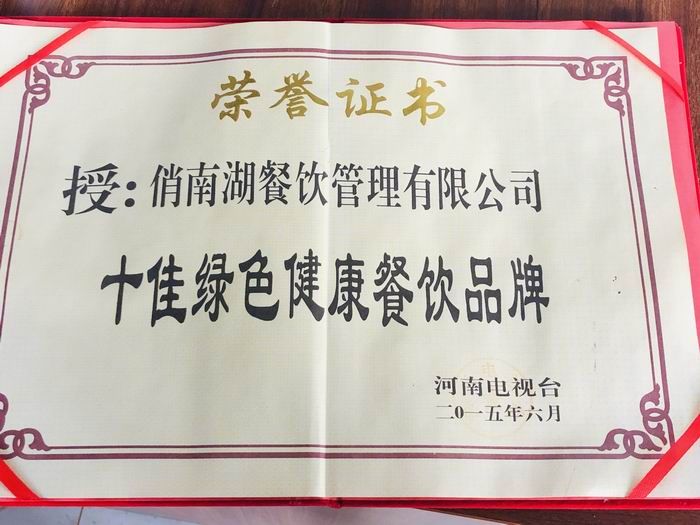 荣誉证书
授：俏南湖餐饮管理有限公司
十佳绿色健康餐饮品牌
河南电视台
二〇一五年六月